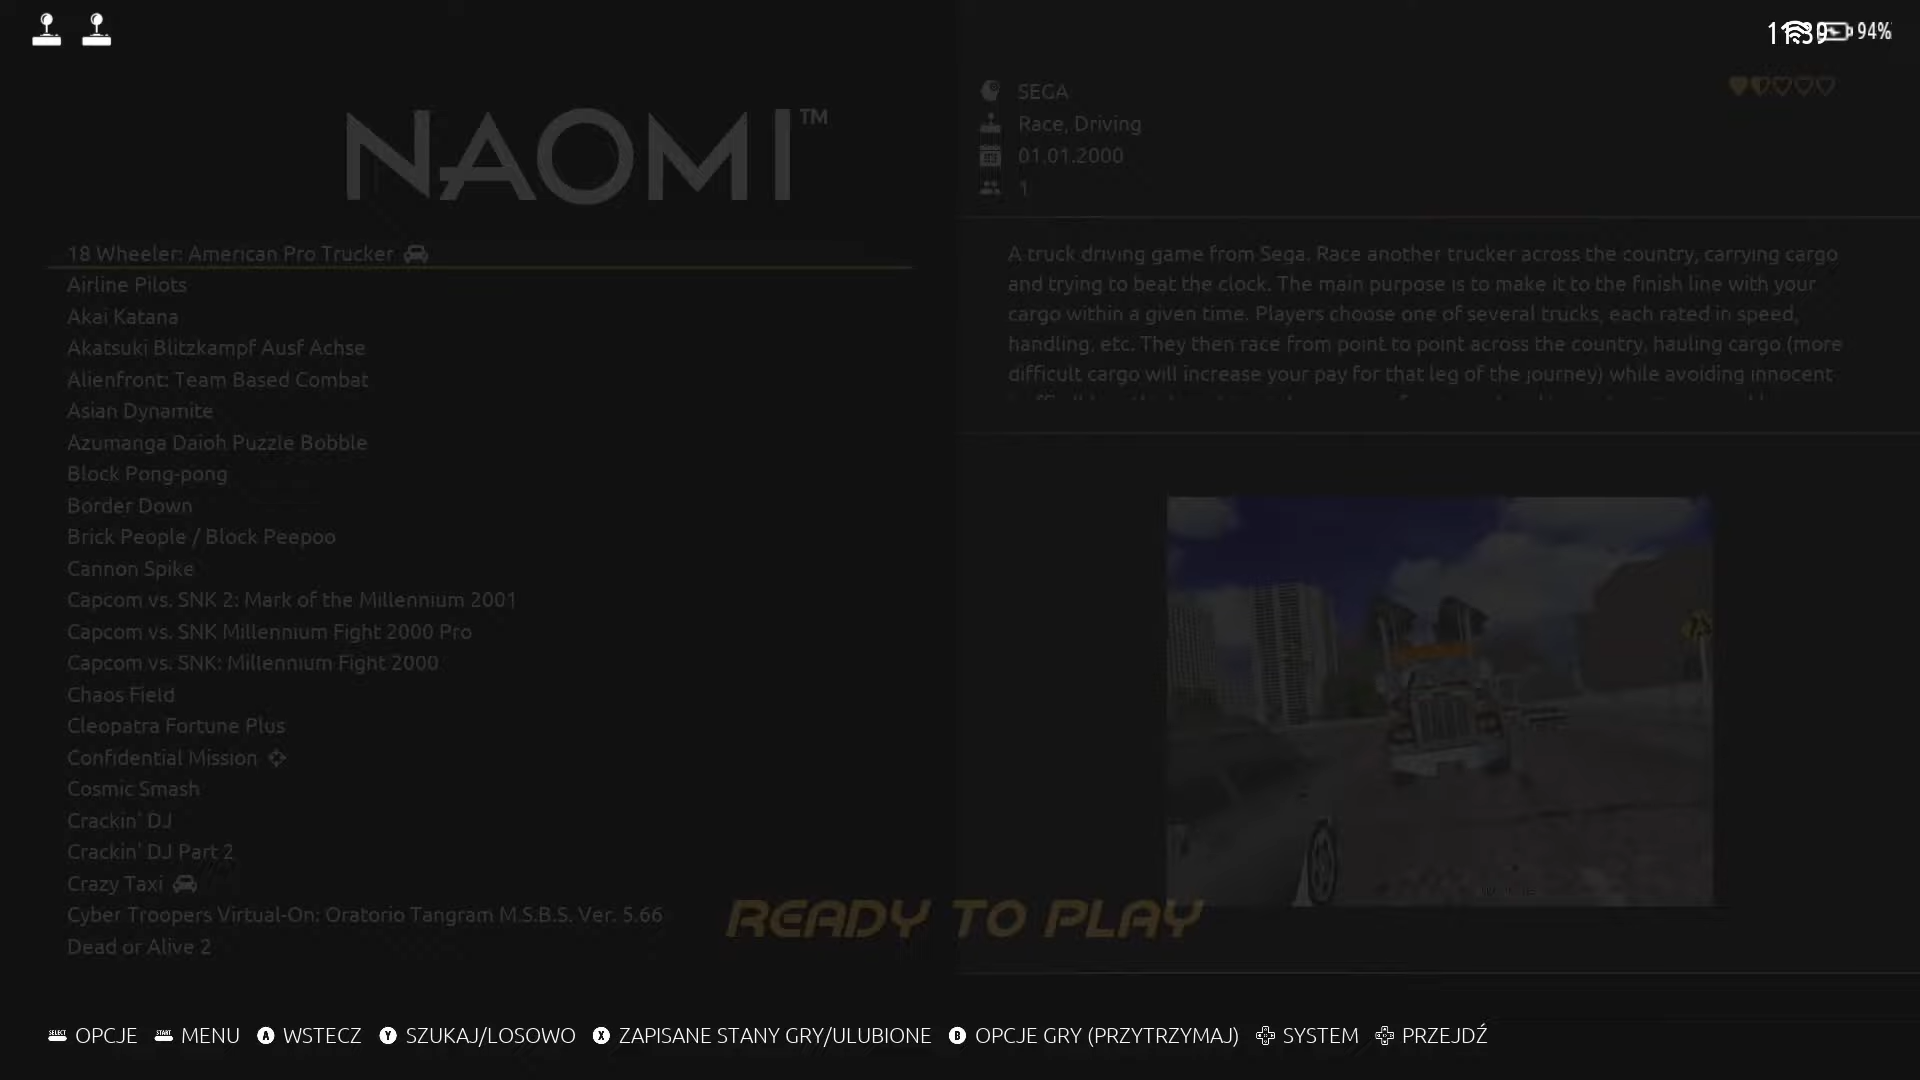 11:39 94%
NAOMI™
SEGA
Race, Driving
01.01.2000
1
18 Wheeler: American Pro Trucker
Airline Pilots
Akai Katana
Akatsuki Blitzkampf Ausf Achse
Alienfront: Team Based Combat
Asian Dynamite
Azumanga Daioh Puzzle Bobble
Block Pong-pong
Border Down
Brick People / Block Peepoo
Cannon Spike
Capcom vs. SNK 2: Mark of the Millennium 2001
Capcom vs. SNK Millennium Fight 2000 Pro
Capcom vs. SNK: Millennium Fight 2000
Chaos Field
Cleopatra Fortune Plus
Confidential Mission
Cosmic Smash
Crackin' DJ
Crackin' DJ Part 2
Crazy Taxi
Cyber Troopers Virtual-On: Oratorio Tangram M.S.B.S. Ver. 5.66
Dead or Alive 2
A truck driving game from Sega. Race another trucker across the country, carrying cargo
and trying to beat the clock. The main purpose is to make it to the finish line with your
cargo within a given time. Players choose one of several trucks, each rated in speed,
handling, etc. They then race from point to point across the country, hauling cargo (more
difficult cargo will increase your pay for that leg of the journey) while avoiding innocent
READY TO PLAY
SELECT OPCJE START MENU A WSTECZ Y SZUKAJ/LOSOWO X ZAPISANE STANY GRY/ULUBIONE B OPCJE GRY (PRZYTRZYMAJ) SYSTEM PRZEJDŹ